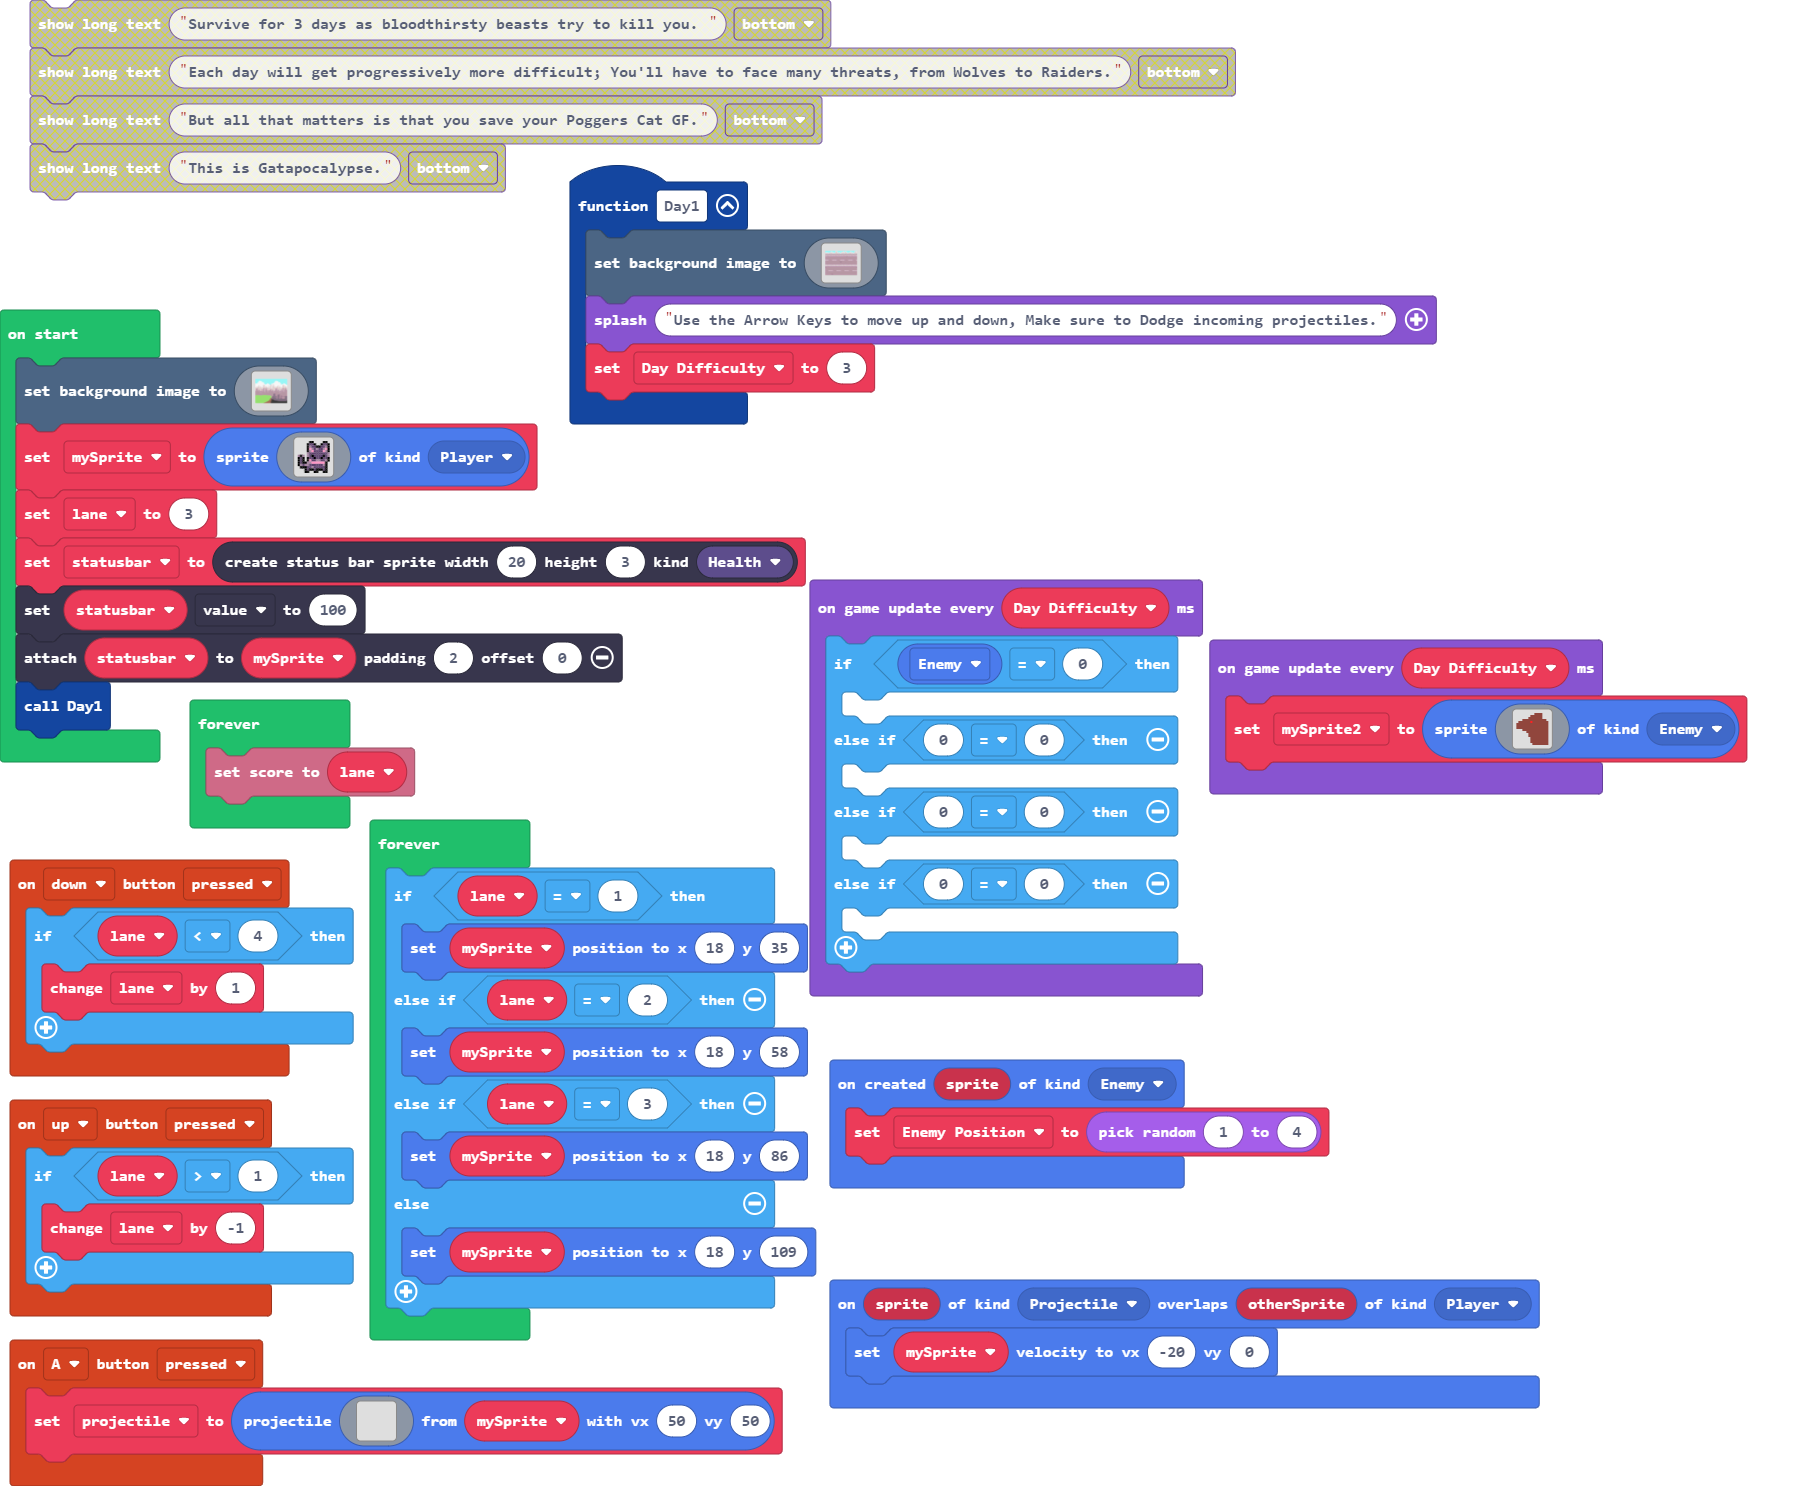 show long text "Survive for 3 days as bloodthirsty beasts try to kill you. " bottom
show long text "Each day will get progressively more difficult; You'll have to face many threats, from Wolves to Raiders." bottom
show long text "But all that matters is that you save your Poggers Cat GF." bottom
show long text "This is Gatapocalypse." bottom
function Day1
set background image to
splash "Use the Arrow Keys to move up and down, Make sure to Dodge incoming projectiles."
set Day Difficulty to 3
on start
set background image to
set mySprite to sprite of kind Player
set lane to 3
set statusbar to create status bar sprite width 20 height 3 kind Health
set statusbar value to 100
attach statusbar to mySprite padding 2 offset 0
call Day1
forever
set score to lane
on down button pressed
if lane < 4 then
change lane by 1
on up button pressed
if lane > 1 then
change lane by -1
on A button pressed
set projectile to projectile from mySprite with vx 50 vy 50
forever
if lane = 1 then
set mySprite position to x 18 y 35
else if lane = 2 then
set mySprite position to x 18 y 58
else if lane = 3 then
set mySprite position to x 18 y 86
else
set mySprite position to x 18 y 109
on game update every Day Difficulty ms
if Enemy = 0 then
else if 0 = 0 then
else if 0 = 0 then
else if 0 = 0 then
on game update every Day Difficulty ms
set mySprite2 to sprite of kind Enemy
on created sprite of kind Enemy
set Enemy Position to pick random 1 to 4
on sprite of kind Projectile overlaps otherSprite of kind Player
set mySprite velocity to vx -20 vy 0